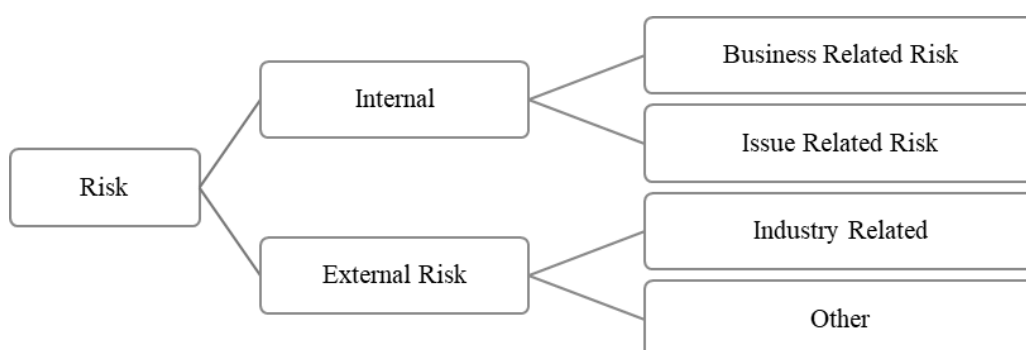 Risk
Internal
Business Related Risk
Issue Related Risk
External Risk
Industry Related
Other